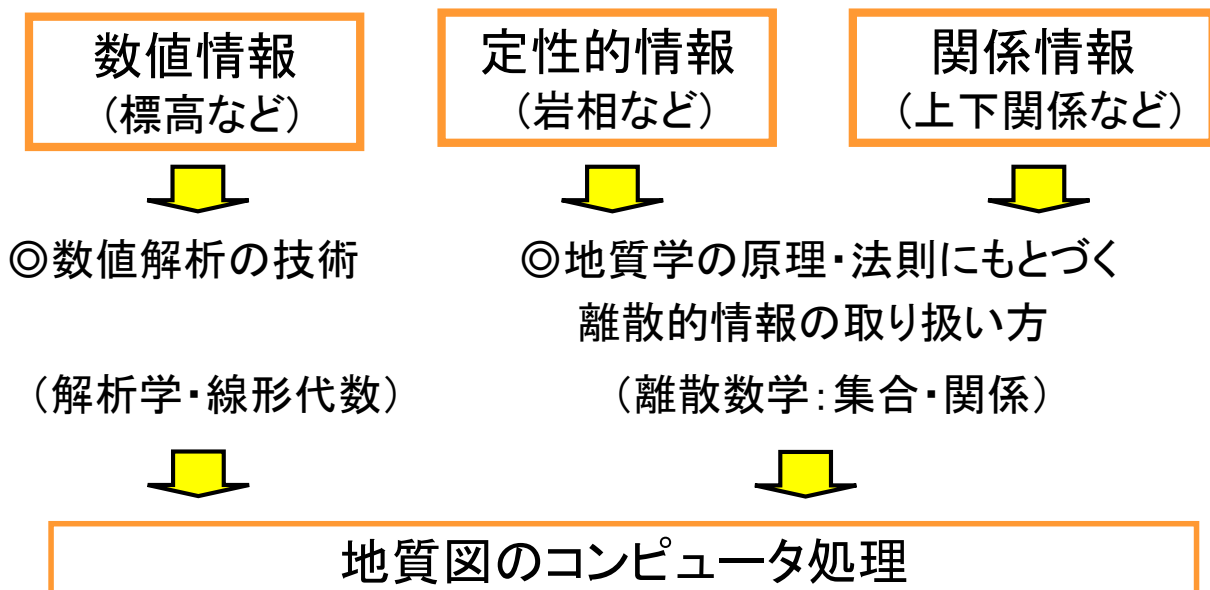 数値情報
（標高など）
定性的情報
（岩相など）
関係情報
（上下関係など）
◎数値解析の技術
（解析学・線形代数）
◎地質学の原理・法則にもとづく
離散的情報の取り扱い方
（離散数学：集合・関係）
地質図のコンピュータ処理